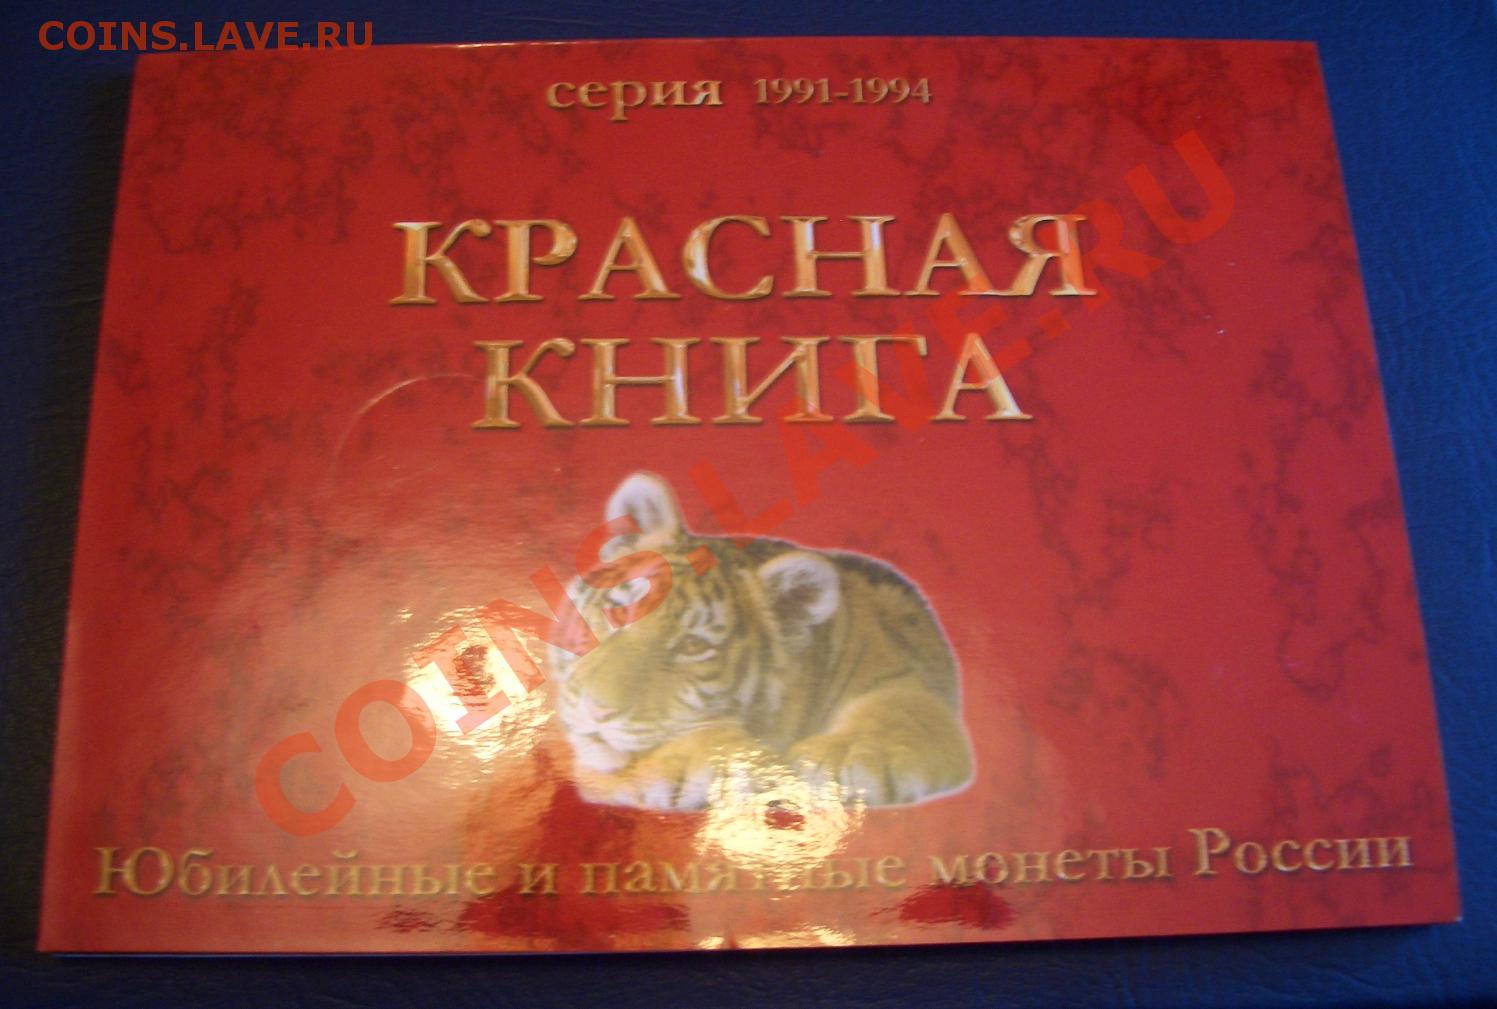 COINS.LAVE.RU
серия 1991-1994
КРАСНАЯ
КНИГА
COINS.LAVE.RU
Юбилейные и памятные монеты России